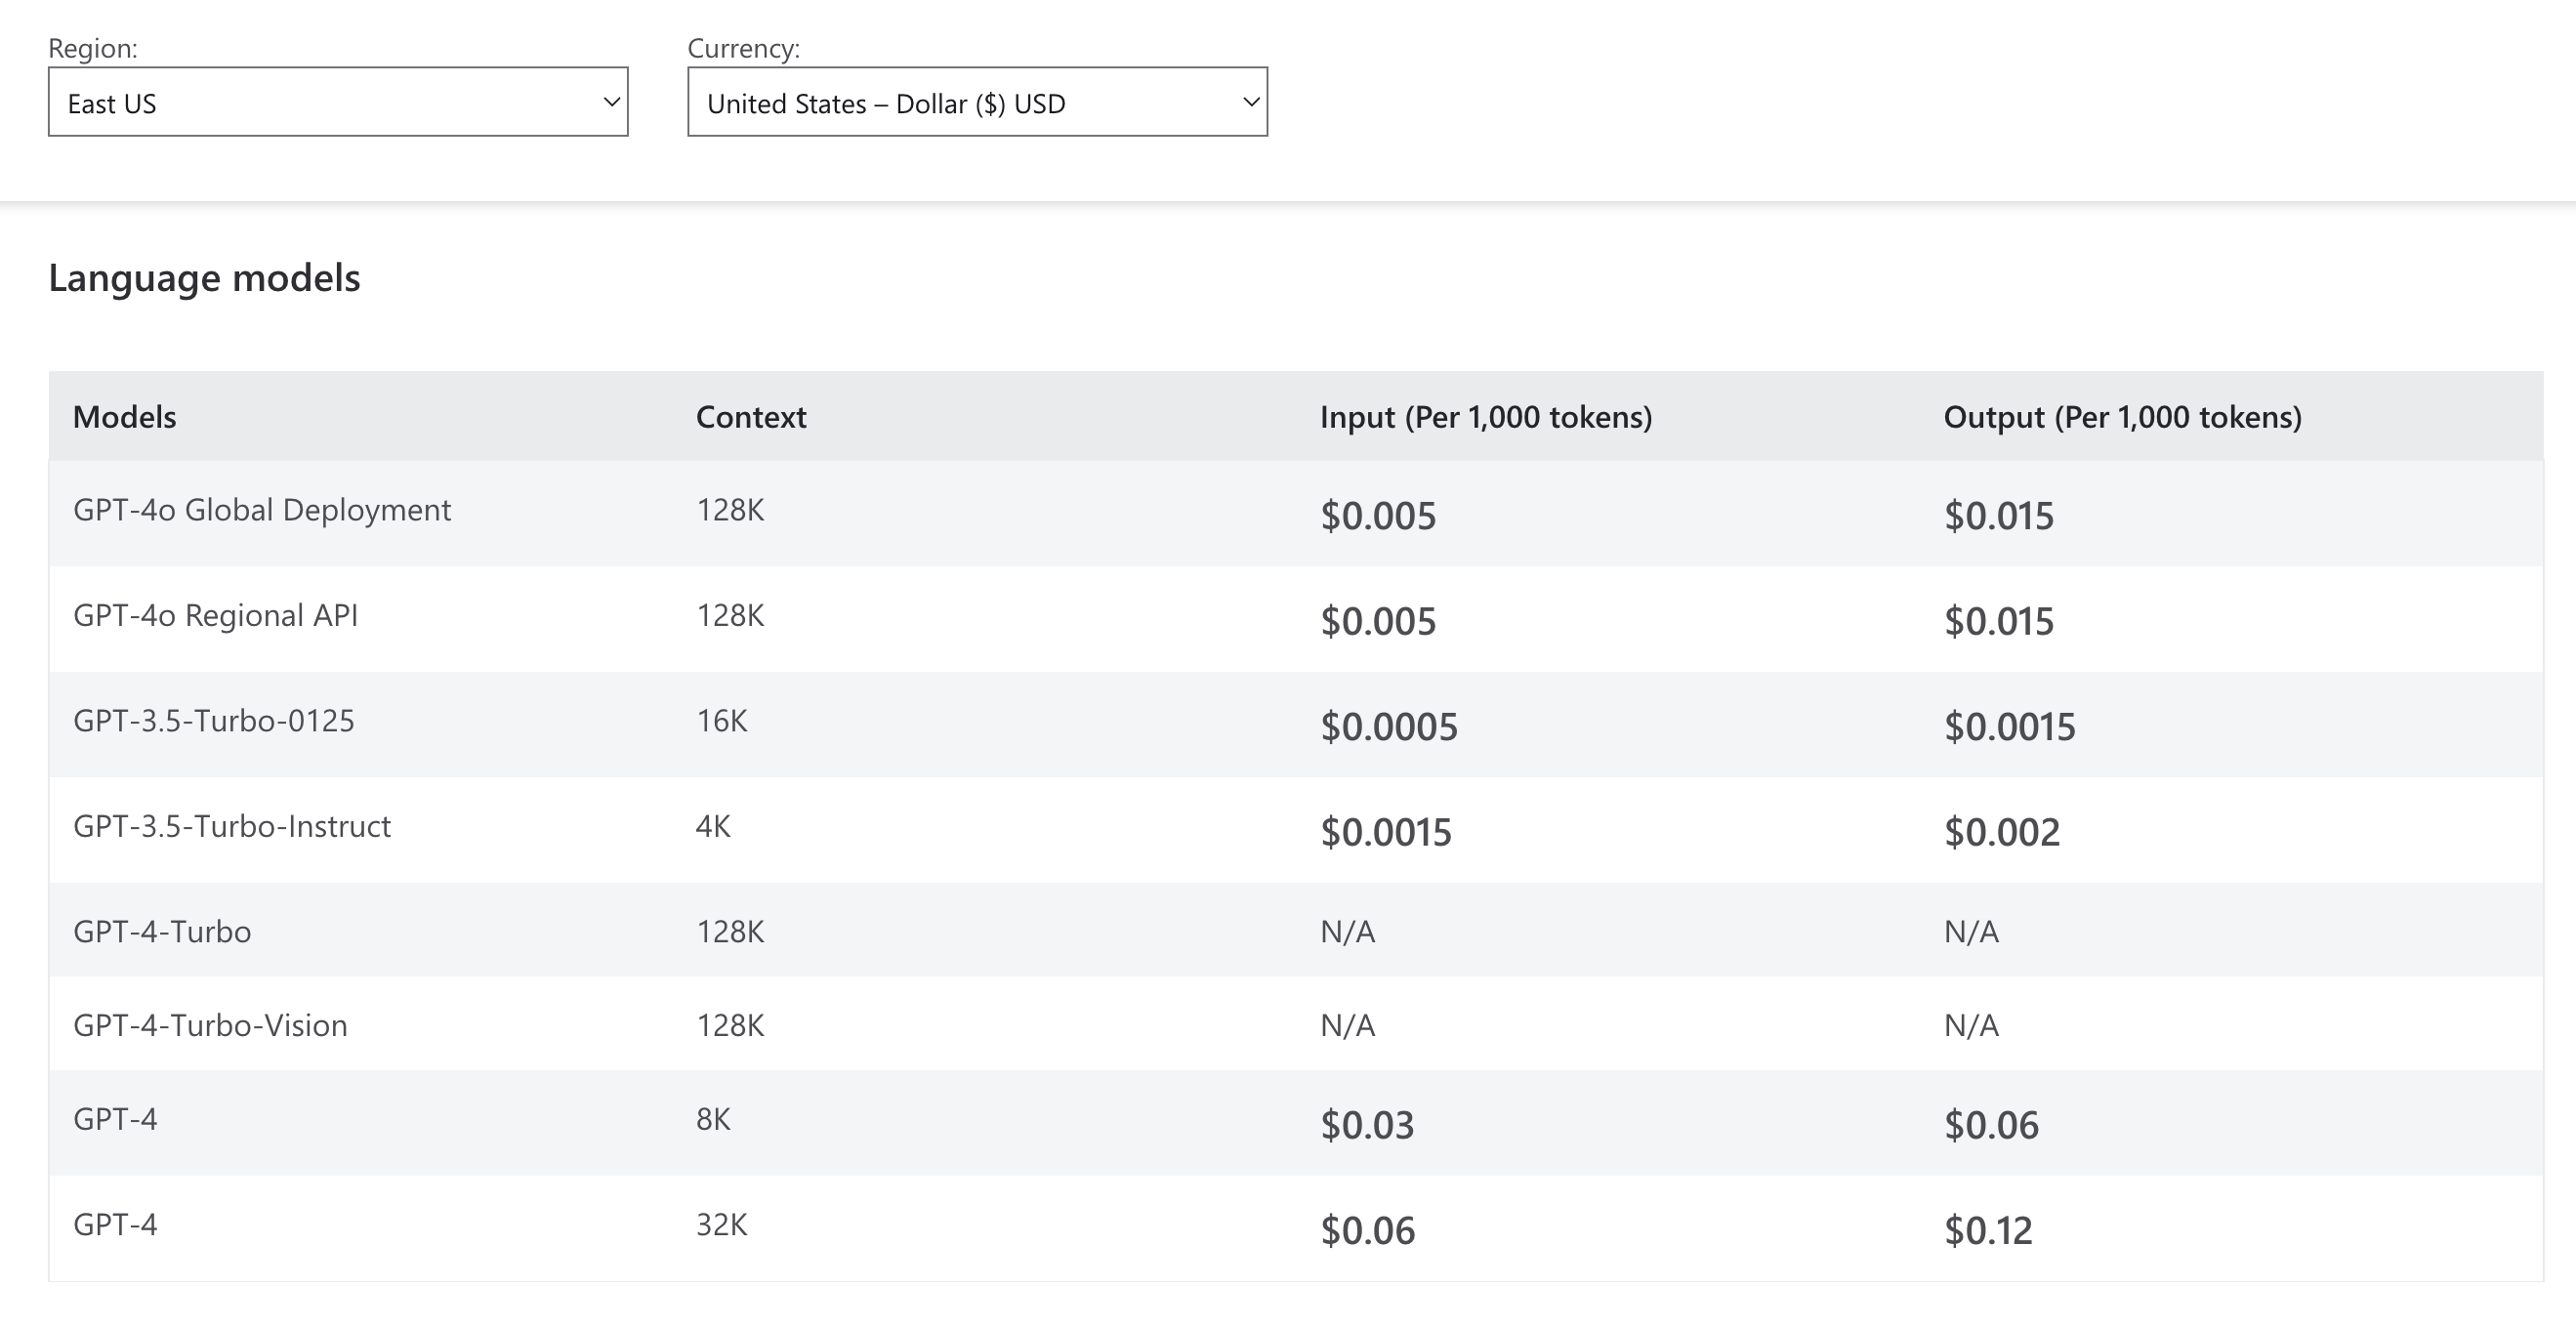 Region:
Currency:
East US
United States – Dollar ($) USD
Language models
Models Context Input (Per 1,000 tokens) Output (Per 1,000 tokens)
GPT-4o Global Deployment 128K $0.005 $0.015
GPT-4o Regional API 128K $0.005 $0.015
GPT-3.5-Turbo-0125 16K $0.0005 $0.0015
GPT-3.5-Turbo-Instruct 4K $0.0015 $0.002
GPT-4-Turbo 128K N/A N/A
GPT-4-Turbo-Vision 128K N/A N/A
GPT-4 8K $0.03 $0.06
GPT-4 32K $0.06 $0.12